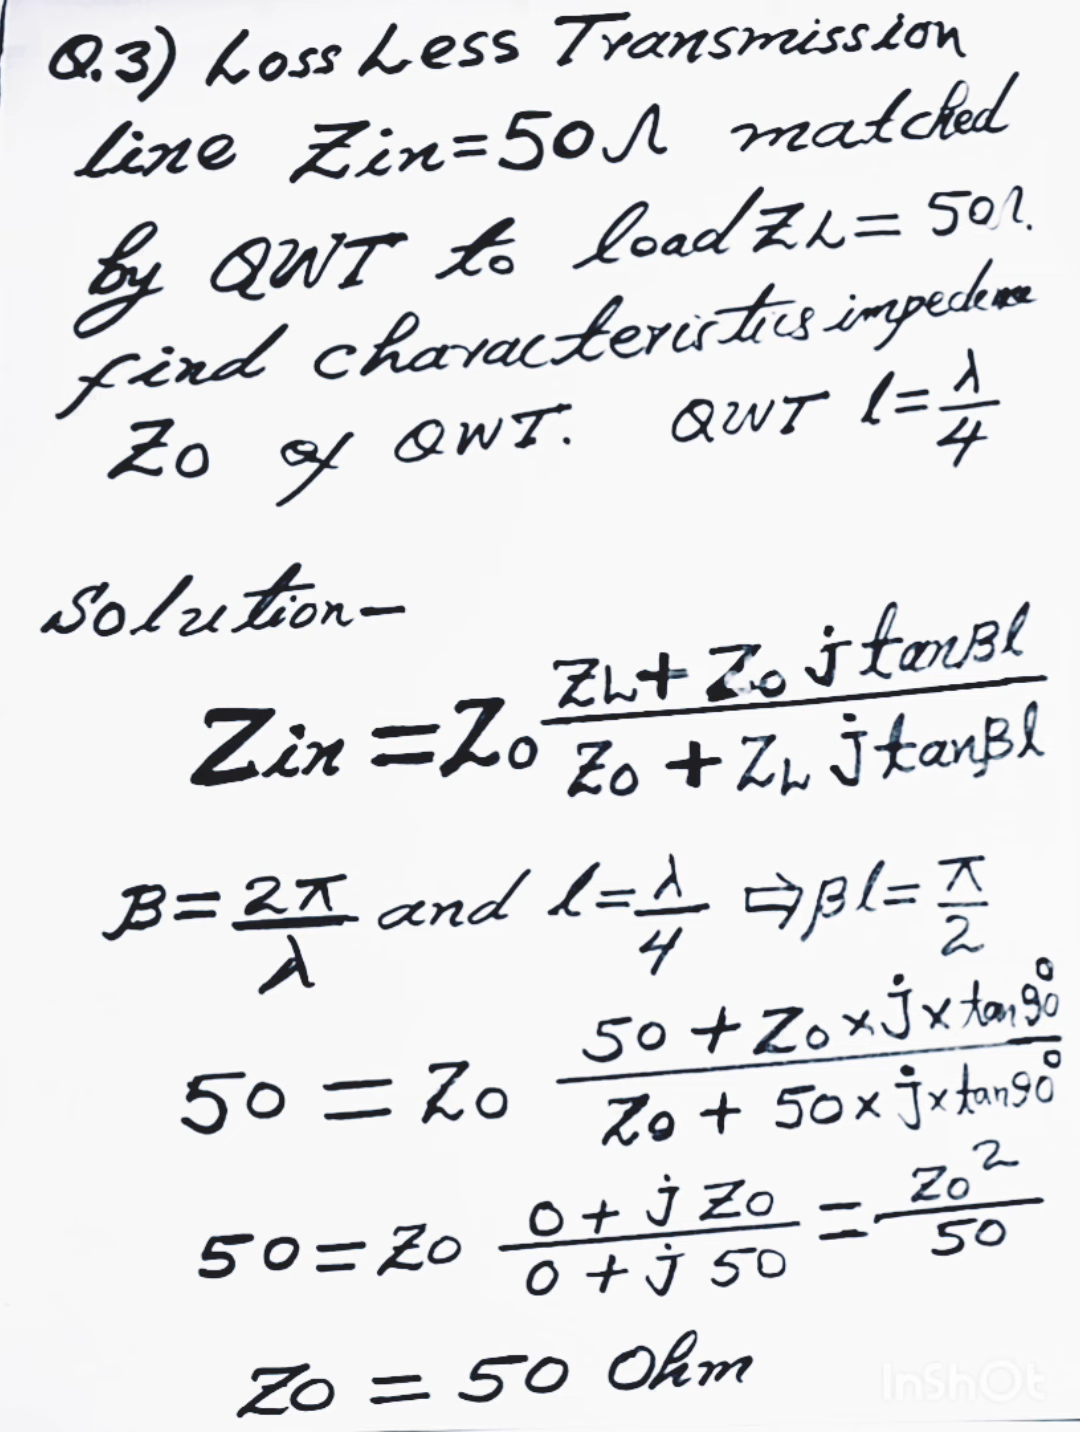 Q.3) Loss Less Transmission
line Zin=50Ω matched
by QWT to load ZL= 50Ω.
find characteristics impedence
Zo of QWT. QWT l=λ/4
Solution-
Zin = Zo (ZL + Zo j tanβl)/(Zo + ZL j tanβl)
β = 2π/λ and l = λ/4 ⇒ βl = π/2
50 = Zo (50 + Zo x j x tan90°)/(Zo + 50 x j x tan90°)
50 = Zo (0 + j Zo)/(0 + j 50) = Zo²/50
Zo = 50 Ohm
InShOt